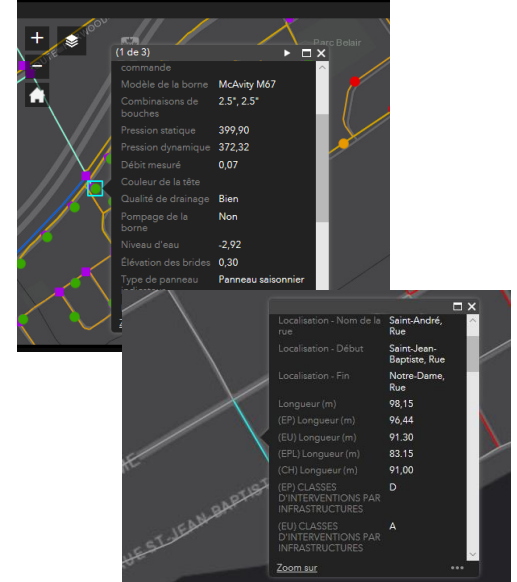 Parc Belair
(1 de 3)
commande
Modèle de la borne McAvity M67
Combinaisons de 2.5", 2.5"
bouches
Pression statique 399,90
Pression dynamique 372,32
Débit mesuré 0,07
Couleur de la tête
Qualité de drainage Bien
Pompage de la Non
borne
Niveau d'eau -2,92
Élévation des brides 0,30
Type de panneau Panneau saisonnier
Localisation - Nom de la Saint-André,
rue Rue
Localisation - Début Saint-Jean-
Baptiste, Rue
Localisation - Fin Notre-Dame,
Rue
Longueur (m) 98,15
(EP) Longueur (m) 96,44
(EU) Longueur (m) 91.30
(EPL) Longueur (m) 83.15
(CH) Longueur (m) 91,00
(EP) CLASSES D
D'INTERVENTIONS PAR
INFRASTRUCTURES
(EU) CLASSES A
D'INTERVENTIONS PAR
INFRASTRUCTURES
Zoom sur
RUE ST-JEAN-BAPTIST